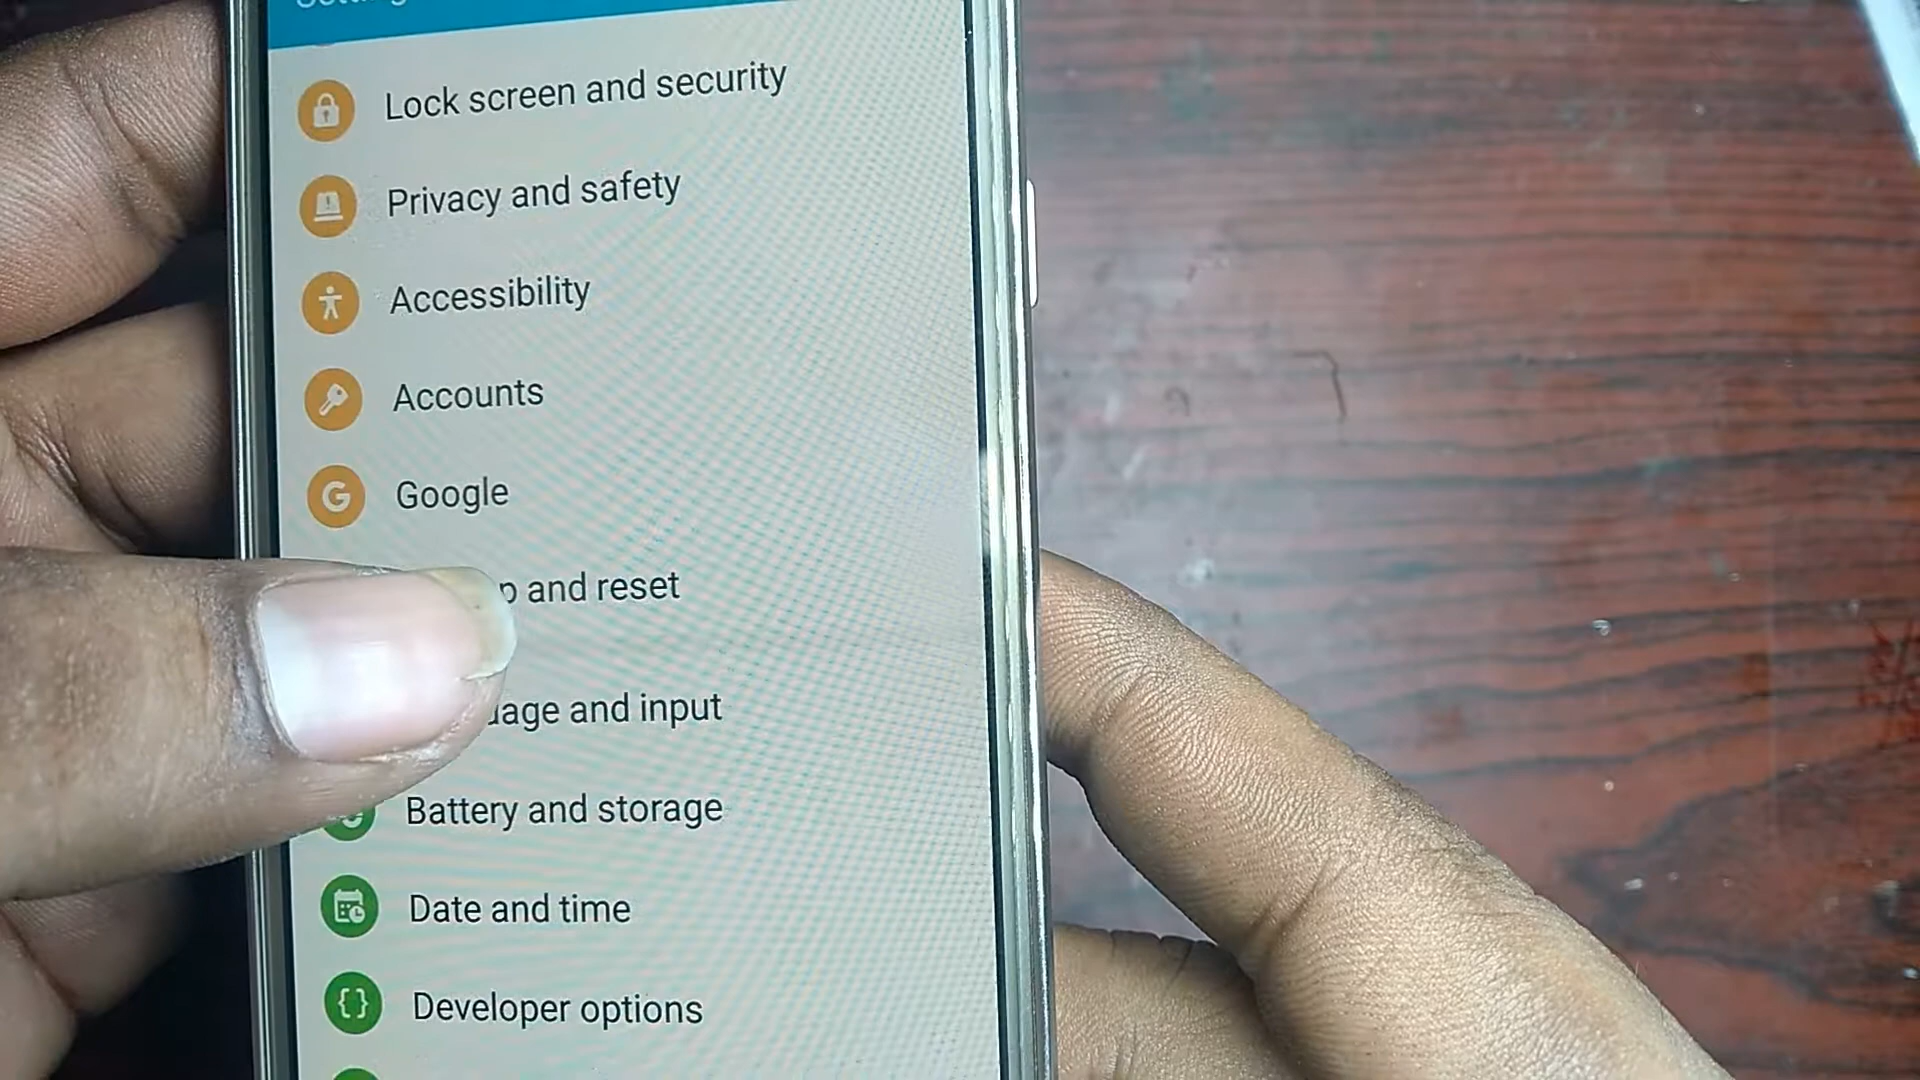 Lock screen and security
Privacy and safety
Accessibility
Accounts
Google
and reset
and input
Battery and storage
Date and time
Developer options